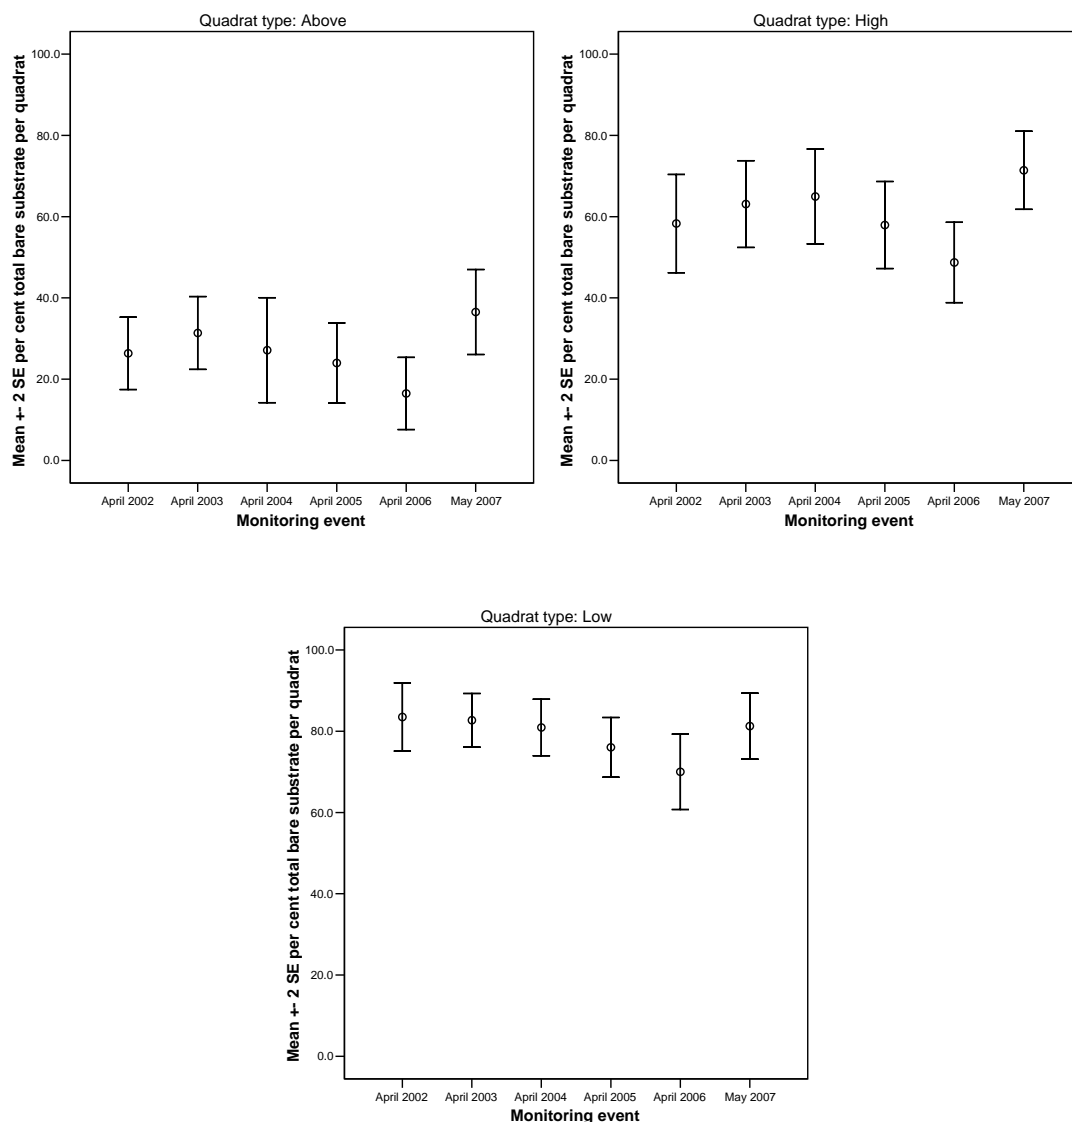 Quadrat type: Above
Mean +- 2 SE per cent total bare substrate per quadrat
100.0
80.0
60.0
40.0
20.0
0.0
April 2002 April 2003 April 2004 April 2005 April 2006 May 2007
Monitoring event
Quadrat type: High
Mean +- 2 SE per cent total bare substrate per quadrat
100.0
80.0
60.0
40.0
20.0
0.0
April 2002 April 2003 April 2004 April 2005 April 2006 May 2007
Monitoring event
Quadrat type: Low
Mean +- 2 SE per cent total bare substrate per quadrat
100.0
80.0
60.0
40.0
20.0
0.0
April 2002 April 2003 April 2004 April 2005 April 2006 May 2007
Monitoring event